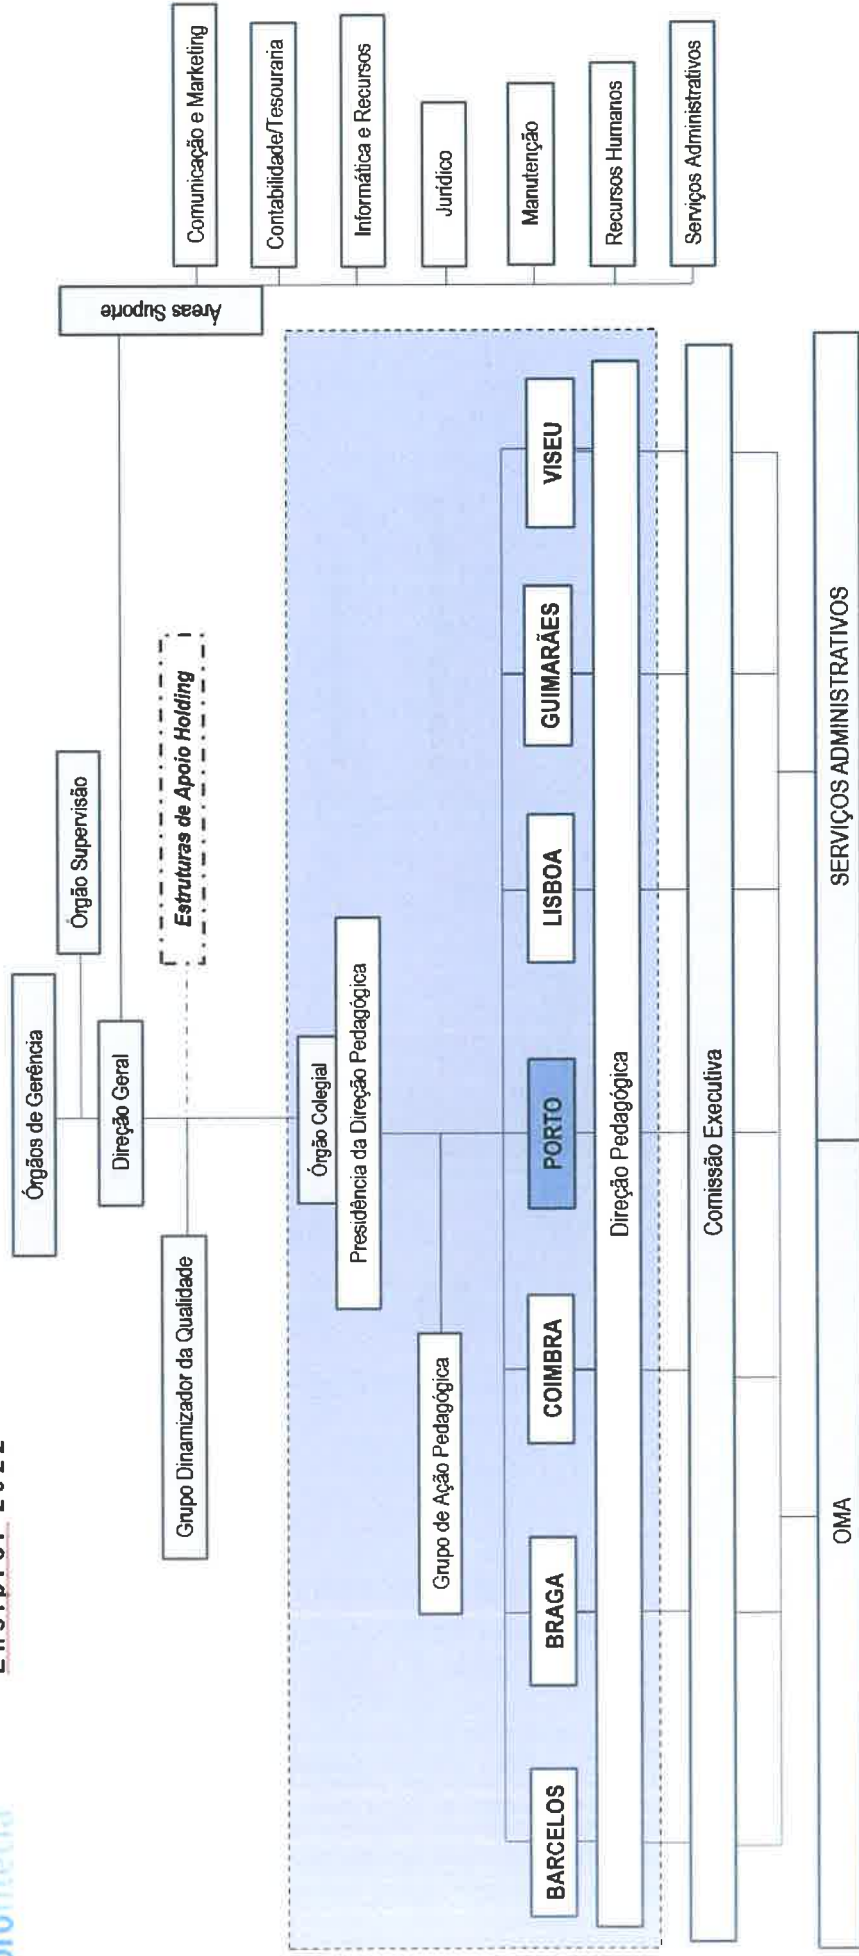 Órgãos de Gerência
Órgão Supervisão
Direção Geral
Áreas Suporte
Estruturas de Apoio Holding
Grupo Dinamizador da Qualidade
Comunicação e Marketing
Contabilidade/Tesouraria
Informática e Recursos
Jurídico
Manutenção
Recursos Humanos
Serviços Administrativos
Órgão Colegial
Presidência da Direção Pedagógica
Grupo de Ação Pedagógica
BARCELOS
BRAGA
COIMBRA
PORTO
LISBOA
GUIMARÃES
VISEU
Direção Pedagógica
Comissão Executiva
OMA
SERVIÇOS ADMINISTRATIVOS